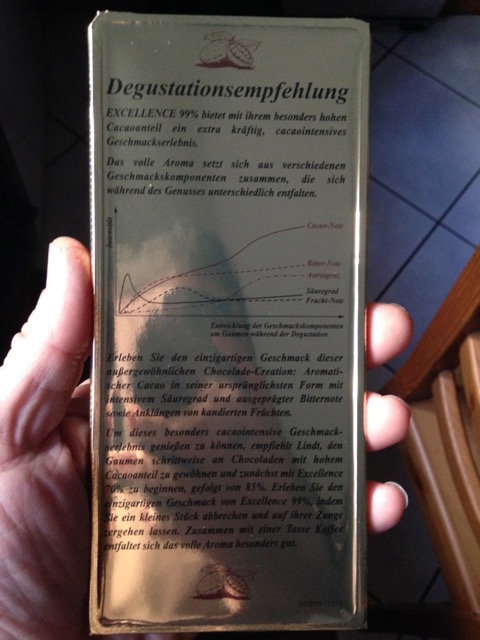 Degustationsempfehlung
EXCELLENCE 99% bietet mit ihrem besonders hohen
Cacaoanteil ein extra kräftig, cacaointensives
Geschmackserlebnis.
Das volle Aroma setzt sich aus verschiedenen
Geschmackskomponenten zusammen, die sich
während des Genusses unterschiedlich entfalten.
Intensität
Cacao-Note
Bitter-Note
Astringenz
Säuregrad
Frucht-Note
Entwicklung der Geschmackskomponenten
am Gaumen während der Degustation
Erleben Sie den einzigartigen Geschmack dieser
außergewöhnlichen Chocolade-Creation: Aromati-
scher Cacao in seiner ursprünglichsten Form mit
intensivem Säuregrad und ausgeprägter Bitternote
sowie Anklängen von kandierten Früchten.
Um dieses besonders cacaointensive Geschmack-
serlebnis genießen zu können, empfiehlt Lindt, den
Gaumen schrittweise an Chocoladen mit hohem
Cacaoanteil zu gewöhnen und zunächst mit Excellence
70% zu beginnen, gefolgt von 85%. Erleben Sie den
einzigartigen Geschmack von Excellence 99%, indem
Sie ein kleines Stück abbrechen und auf ihrer Zunge
zergehen lassen. Zusammen mit einer Tasse Kaffee
entfaltet sich das volle Aroma besonders gut.